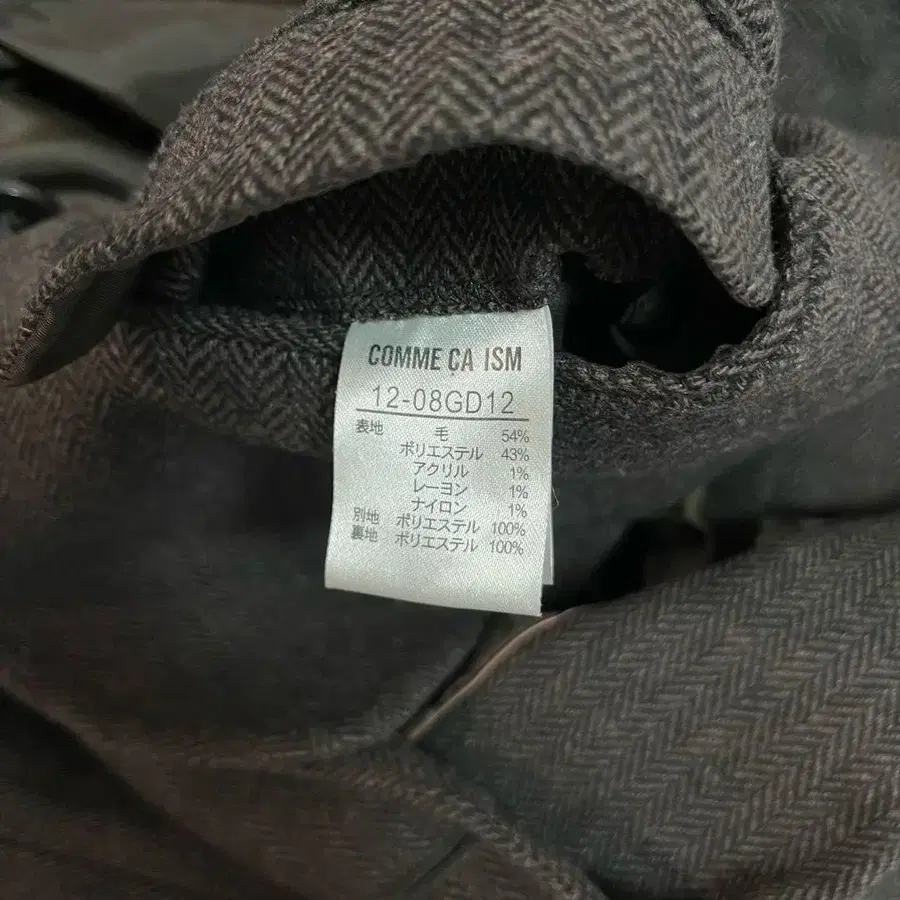 COMME CA ISM
12-08GD12
表地 毛 54%
ポリエステル 43%
アクリル 1%
レーヨン 1%
ナイロン 1%
別地 ポリエステル 100%
裏地 ポリエステル 100%